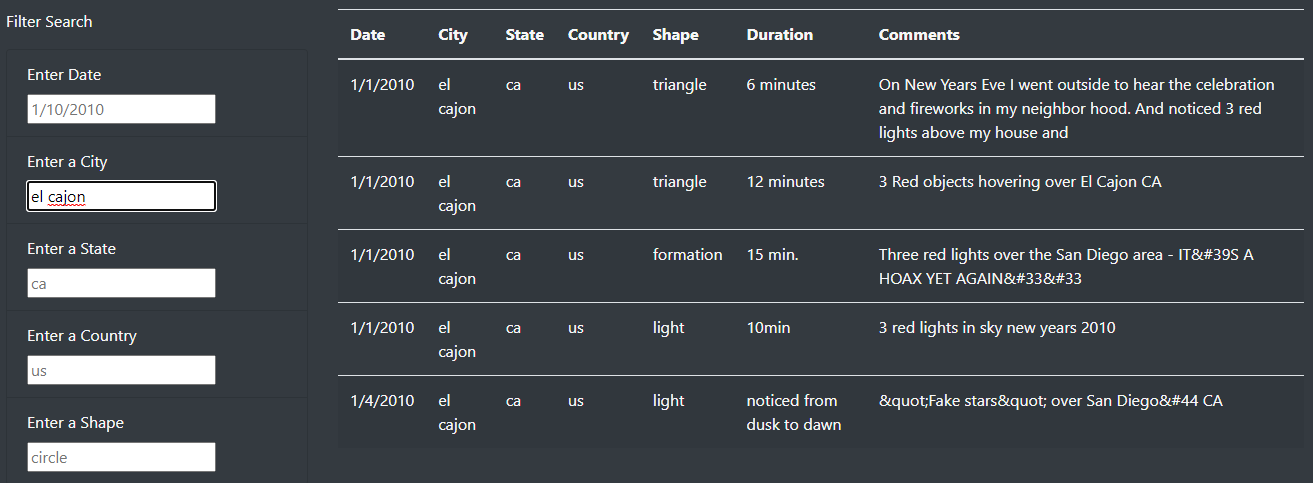 Filter Search
Enter Date
1/10/2010
Enter a City
el cajon
Enter a State
ca
Enter a Country
us
Enter a Shape
circle
Date City State Country Shape Duration Comments
1/1/2010 el ca us triangle 6 minutes On New Years Eve I went outside to hear the celebration
cajon and fireworks in my neighbor hood. And noticed 3 red
lights above my house and
1/1/2010 el ca us triangle 12 minutes 3 Red objects hovering over El Cajon CA
cajon
1/1/2010 el ca us formation 15 min. Three red lights over the San Diego area - IT&#39S A
cajon HOAX YET AGAIN&#33&#33
1/1/2010 el ca us light 10min 3 red lights in sky new years 2010
cajon
1/4/2010 el ca us light noticed from &quot;Fake stars&quot; over San Diego&#44 CA
cajon dusk to dawn